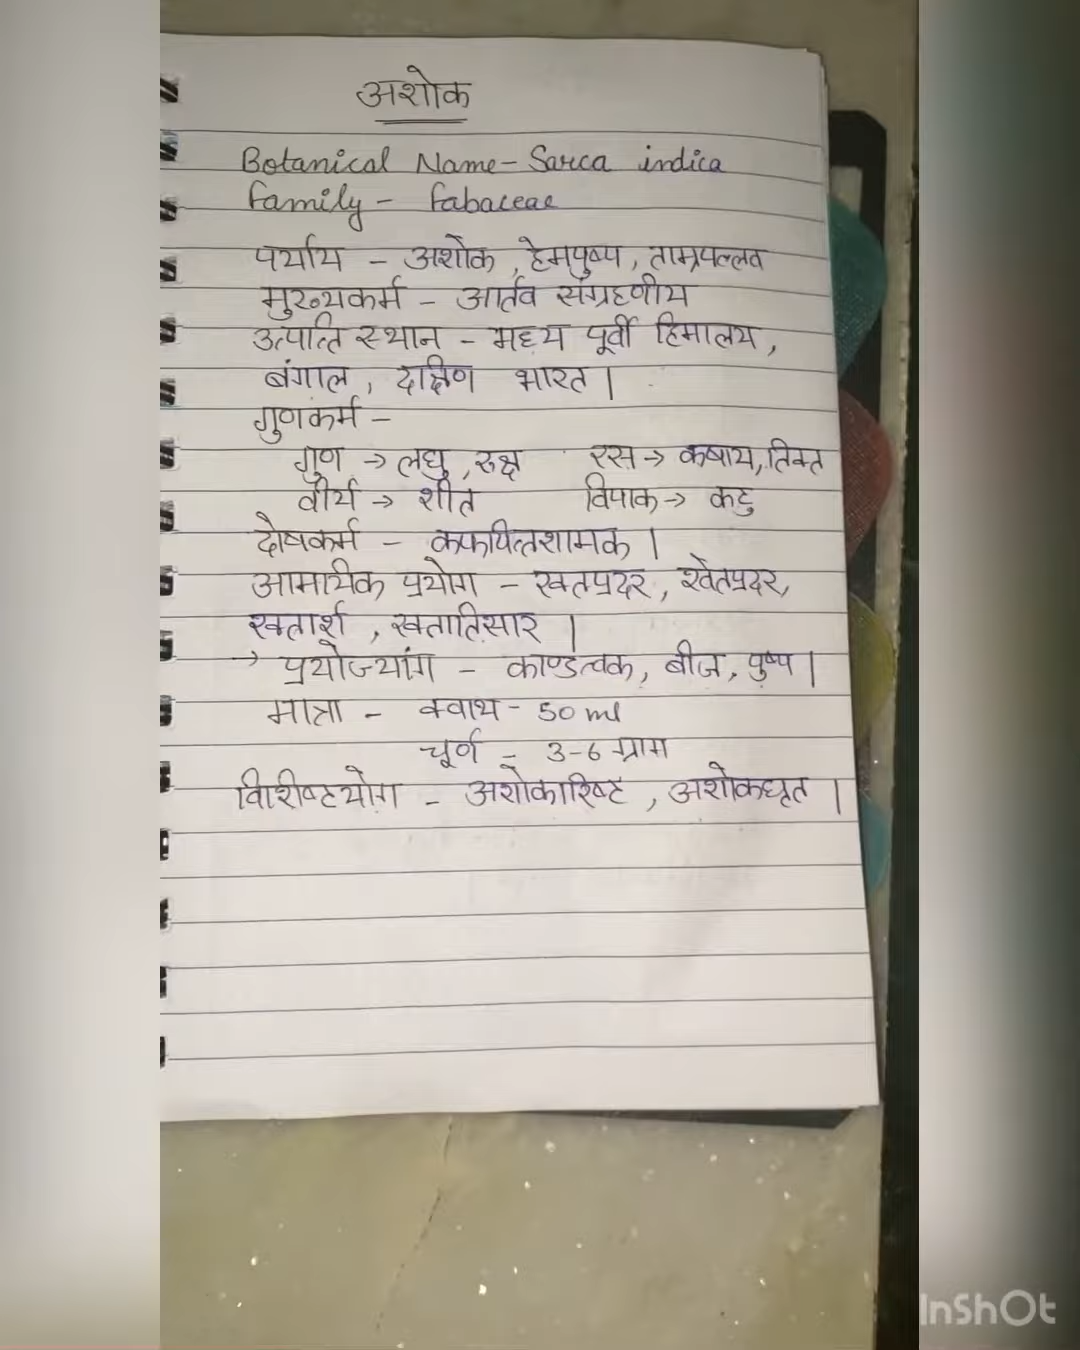 अशोक
Botanical Name - Sarca indica
Family - Fabaceae
पर्याय - अशोक, हेमपुष्प, ताम्रपल्लव
मुख्यकर्म - आर्तव संग्रहणीय
उत्पत्ति स्थान - मध्य पूर्वी हिमालय,
बंगाल, दक्षिण भारत।
गुणकर्म -
गुण → लघु, रुक्ष रस → कषाय, तिक्त
वीर्य → शीत विपाक → कटु
दोषकर्म - कफपित्तशामक।
आमायिक प्रयोग - रक्तप्रदर, श्वेतप्रदर,
रक्तार्श, रक्तातिसार।
→ प्रयोज्यांग - काण्डत्वक, बीज, पुष्प।
मात्रा - क्वाथ - 50 ml
चूर्ण - 3-6 ग्राम
विशिष्टयोग - अशोकारिष्ट, अशोकघृत।
InShOt